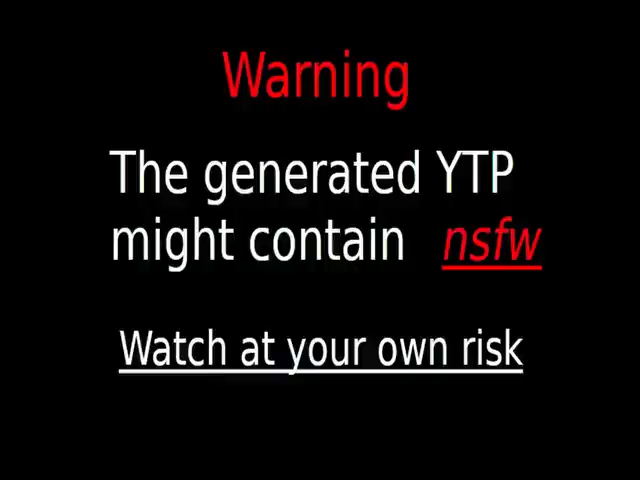 Warning
The generated YTP
might contain nsfw
Watch at your own risk